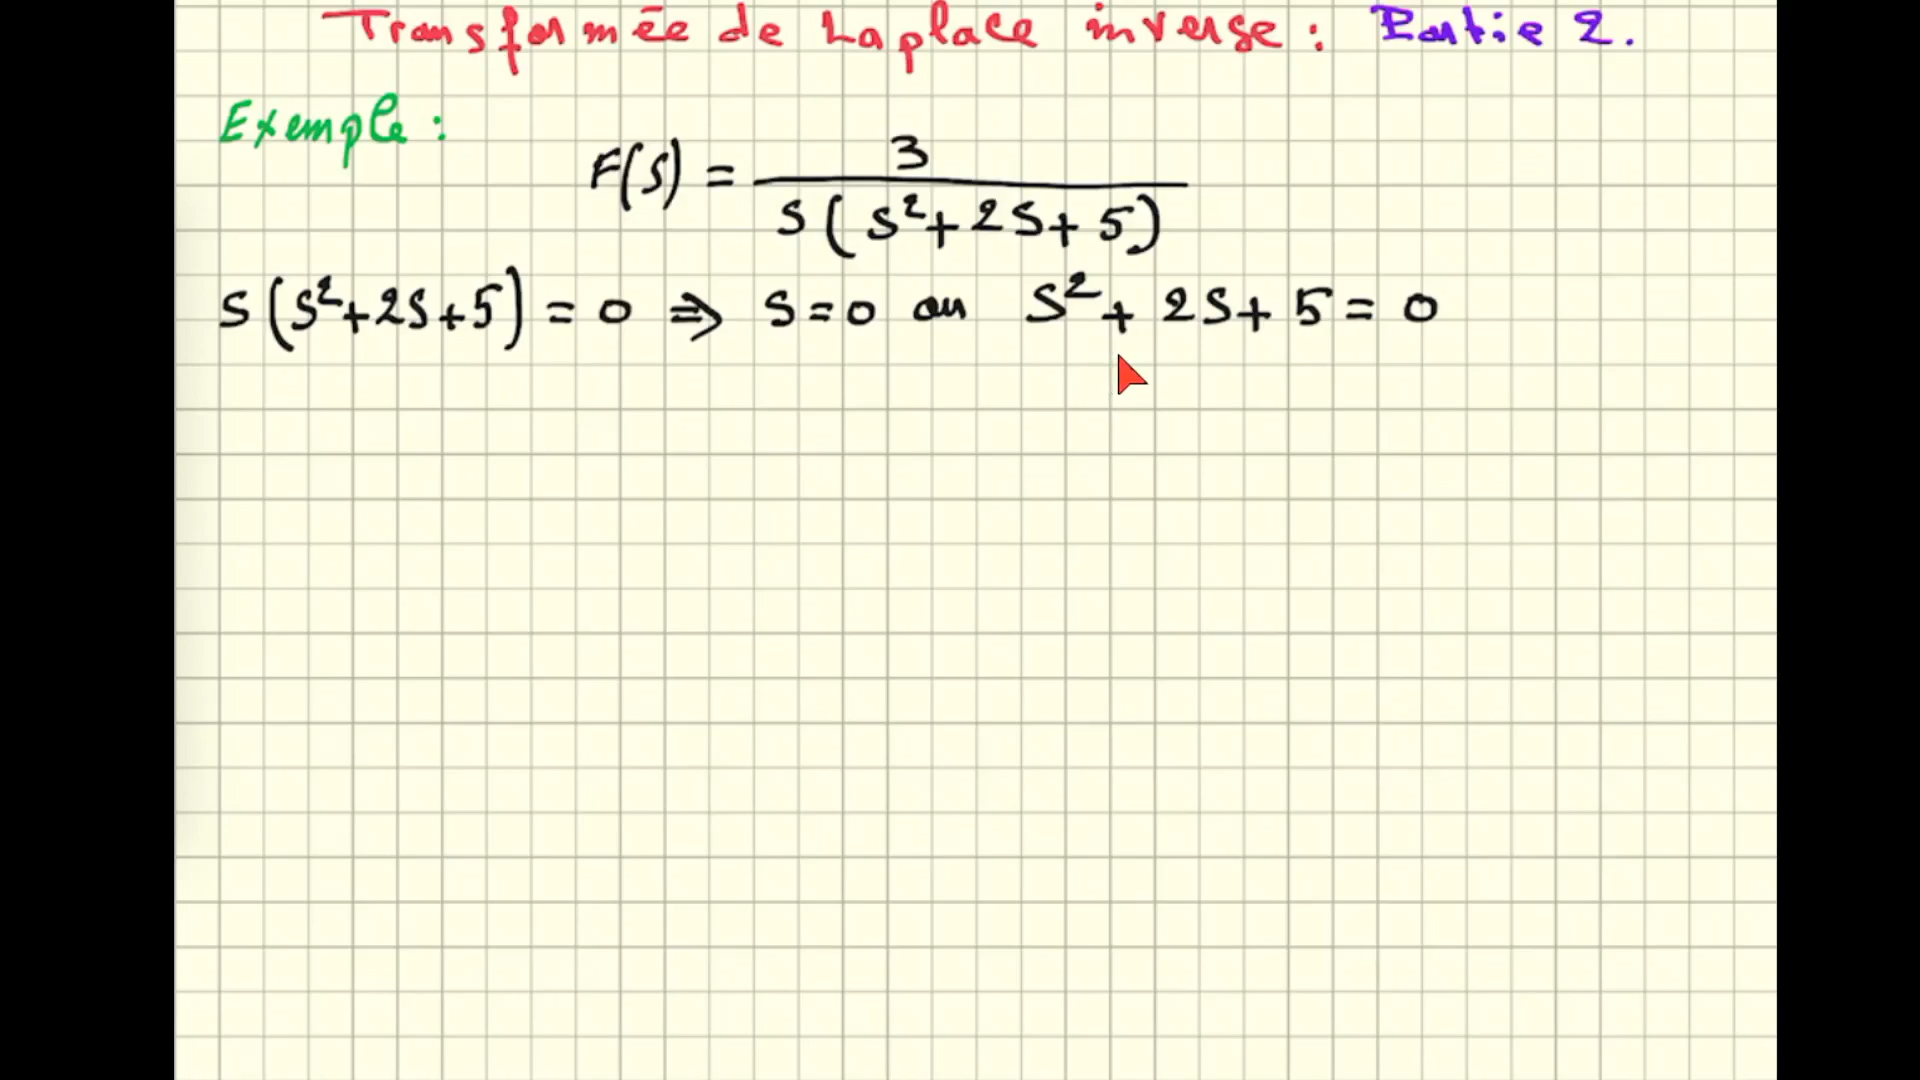 Transformée de Laplace inverse : Partie 2.
Exemple :
F(S) = 3 / S(S²+2S+5)
S(S²+2S+5) = 0 ⇒ S=0 ou S²+2S+5=0